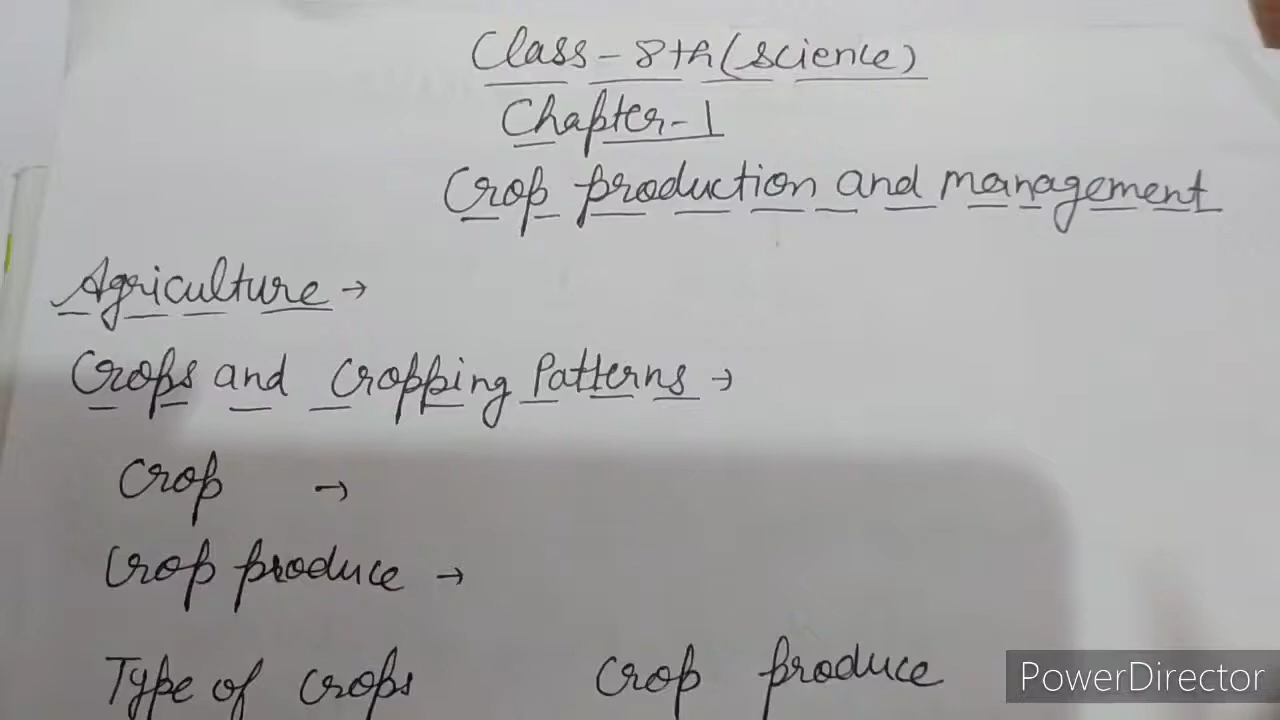 Class - 8th (science)
Chapter - 1
Crop production and management
Agriculture →
Crops and Cropping Patterns →
Crop →
Crop produce →
Type of crops Crop produce
PowerDirector